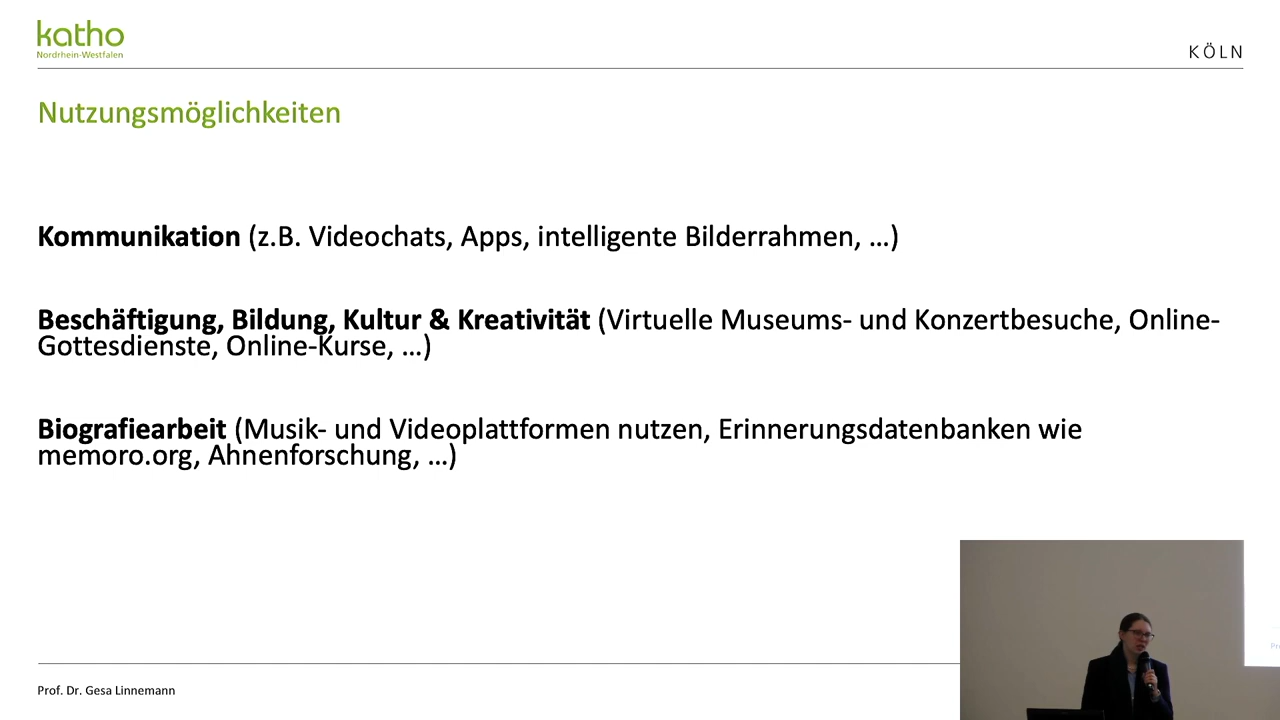 katho
Nordrhein-Westfalen
KÖLN
Nutzungsmöglichkeiten
Kommunikation (z.B. Videochats, Apps, intelligente Bilderrahmen, …)
Beschäftigung, Bildung, Kultur & Kreativität (Virtuelle Museums- und Konzertbesuche, Online-
Gottesdienste, Online-Kurse, …)
Biografiearbeit (Musik- und Videoplattformen nutzen, Erinnerungsdatenbanken wie
memoro.org, Ahnenforschung, …)
Prof. Dr. Gesa Linnemann